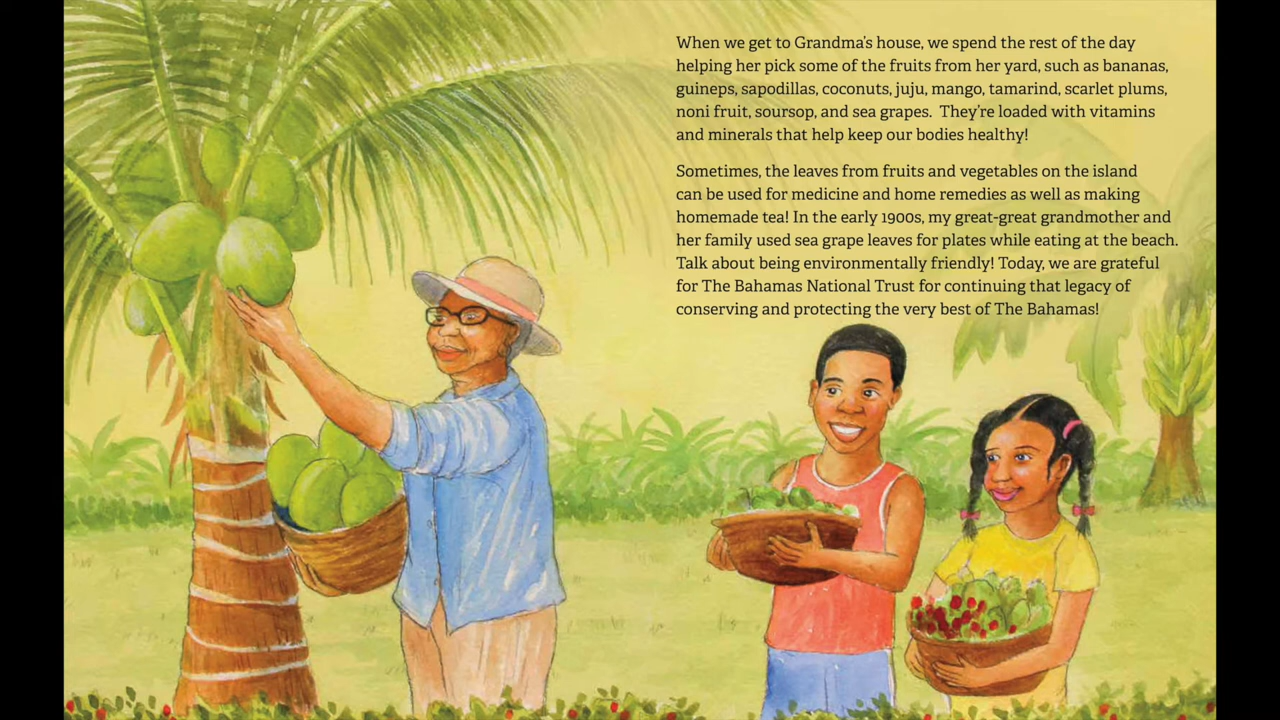 When we get to Grandma's house, we spend the rest of the day
helping her pick some of the fruits from her yard, such as bananas,
guineps, sapodillas, coconuts, juju, mango, tamarind, scarlet plums,
noni fruit, soursop, and sea grapes.  They're loaded with vitamins
and minerals that help keep our bodies healthy!
Sometimes, the leaves from fruits and vegetables on the island
can be used for medicine and home remedies as well as making
homemade tea! In the early 1900s, my great-great grandmother and
her family used sea grape leaves for plates while eating at the beach.
Talk about being environmentally friendly! Today, we are grateful
for The Bahamas National Trust for continuing that legacy of
conserving and protecting the very best of The Bahamas!